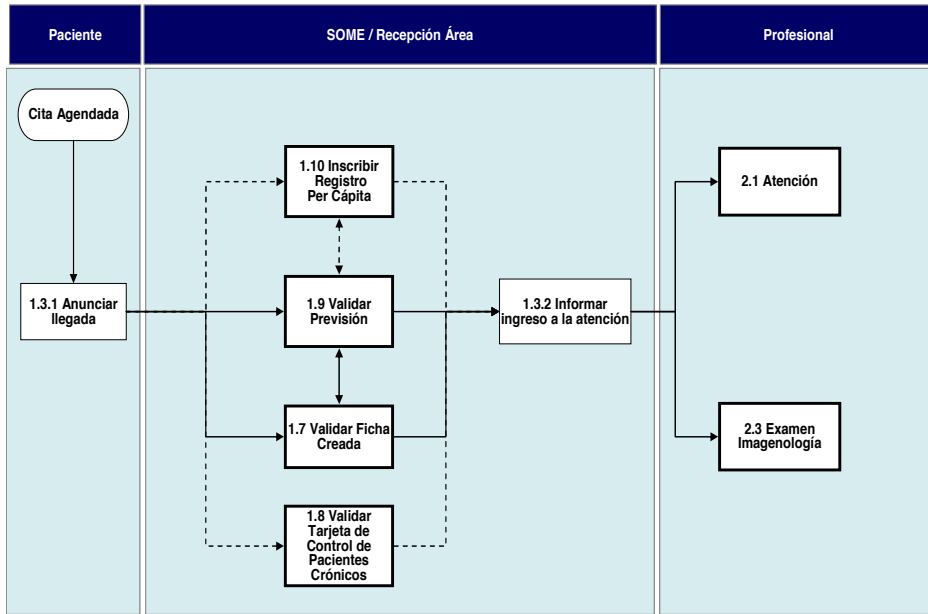 Paciente
SOME / Recepción Área
Profesional
Cita Agendada
1.10 Inscribir
Registro
Per Cápita
2.1 Atención
1.3.1 Anunciar
llegada
1.9 Validar
Previsión
1.3.2 Informar
ingreso a la atención
1.7 Validar Ficha
Creada
2.3 Examen
Imagenología
1.8 Validar
Tarjeta de
Control de
Pacientes
Crónicos